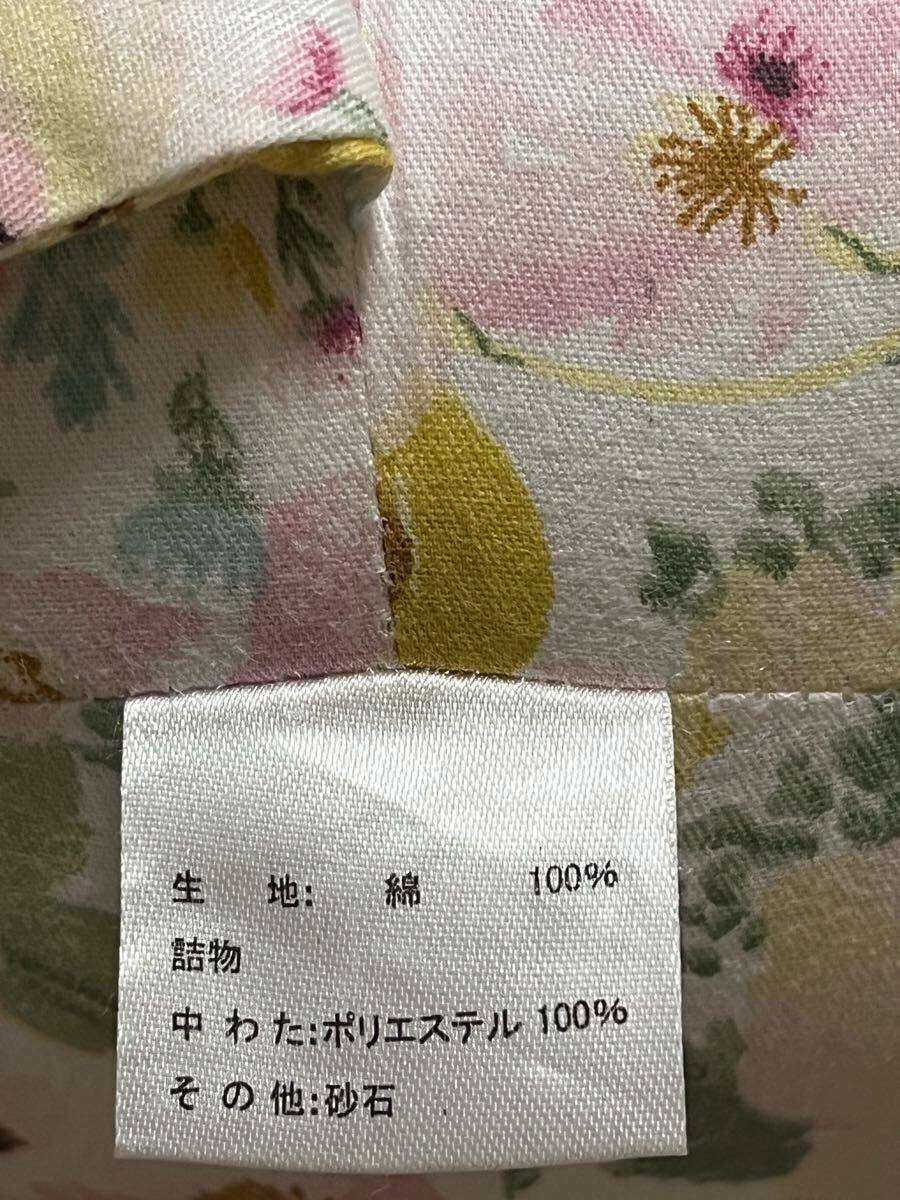 生 地: 綿 100%
詰物
中 わ た:ポリエステル 100%
そ の 他:砂石